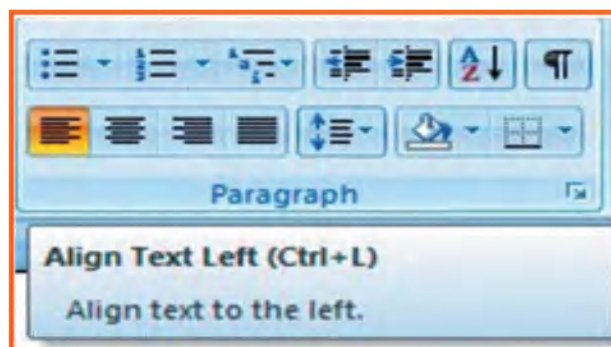 Paragraph
Align Text Left (Ctrl+L)
Align text to the left.